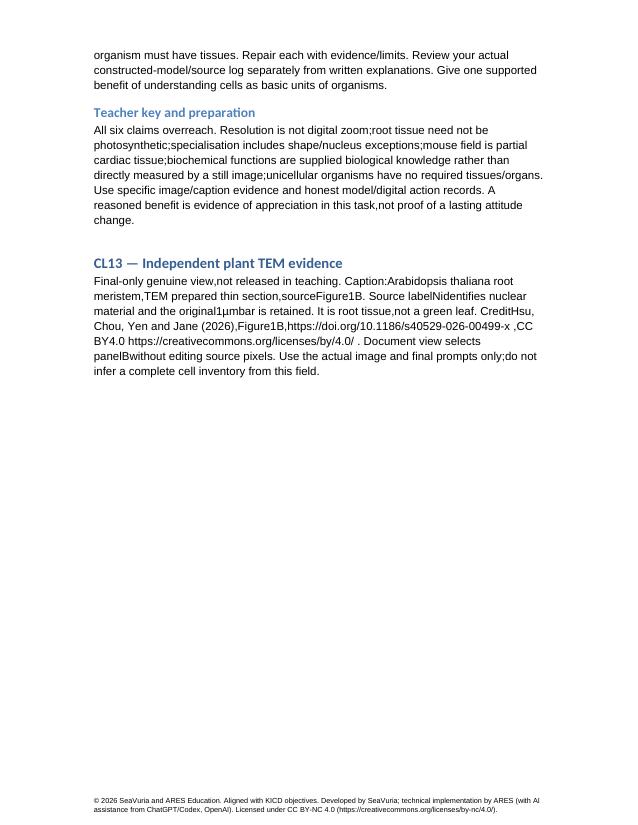 organism must have tissues. Repair each with evidence/limits. Review your actual
constructed-model/source log separately from written explanations. Give one supported
benefit of understanding cells as basic units of organisms.
Teacher key and preparation
All six claims overreach. Resolution is not digital zoom;root tissue need not be
photosynthetic;specialisation includes shape/nucleus exceptions;mouse field is partial
cardiac tissue;biochemical functions are supplied biological knowledge rather than
directly measured by a still image;unicellular organisms have no required tissues/organs.
Use specific image/caption evidence and honest model/digital action records. A
reasoned benefit is evidence of appreciation in this task,not proof of a lasting attitude
change.
CL13 — Independent plant TEM evidence
Final-only genuine view,not released in teaching. Caption:Arabidopsis thaliana root
meristem,TEM prepared thin section,sourceFigure1B. Source labelNidentifies nuclear
material and the original1µmbar is retained. It is root tissue,not a green leaf. CreditHsu,
Chou, Yen and Jane (2026),Figure1B,https://doi.org/10.1186/s40529-026-00499-x ,CC
BY4.0 https://creativecommons.org/licenses/by/4.0/ . Document view selects
panelBwithout editing source pixels. Use the actual image and final prompts only;do not
infer a complete cell inventory from this field.
© 2026 SeaVuria and ARES Education. Aligned with KICD objectives. Developed by SeaVuria; technical implementation by ARES (with AI
assistance from ChatGPT/Codex, OpenAI). Licensed under CC BY-NC 4.0 (https://creativecommons.org/licenses/by-nc/4.0/).